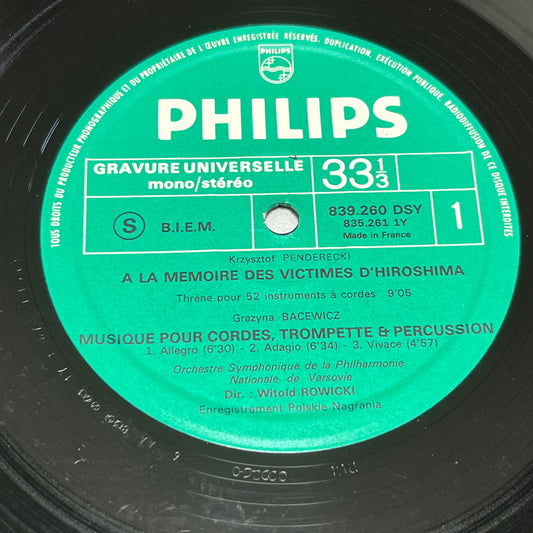 TOUS DROITS DU PRODUCTEUR PHONOGRAPHIQUE ET DU PROPRIÉTAIRE DE L'ŒUVRE ENREGISTRÉE RÉSERVÉS. DUPLICATION, EXÉCUTION PUBLIQUE, RADIODIFFUSION DE CE DISQUE INTERDITES
PHILIPS
PHILIPS
GRAVURE UNIVERSELLE
mono/stéréo
33 1/3
S
B.I.E.M.
839.260 DSY
835.261 1Y
Made in France
1
Krzysztof PENDERECKI
A LA MEMOIRE DES VICTIMES D'HIROSHIMA
Thrène pour 52 instruments à cordes 9'05
Grazyna BACEWICZ
MUSIQUE POUR CORDES, TROMPETTE & PERCUSSION
1. Allegro (6'30) - 2. Adagio (6'34) - 3. Vivace (4'57)
Orchestre Symphonique de la Philharmonie
Nationale de Varsovie
Dir. : Witold ROWICKI
Enregistrement Polskie Nagrania